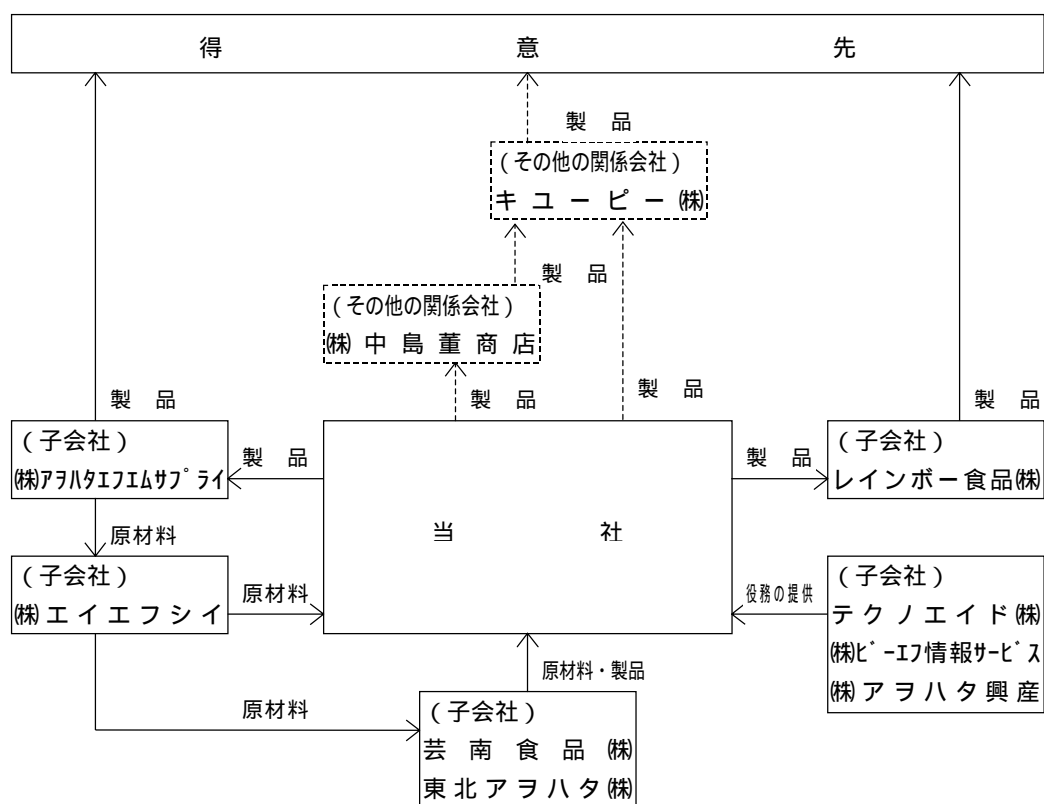 得意先
製品
(その他の関係会社)
キユーピー㈱
製品
(その他の関係会社)
㈱中島董商店
製品
製品
製品
製品
(子会社)
㈱アヲハタエフエムサプライ
製品
当社
製品
(子会社)
レインボー食品㈱
原材料
(子会社)
㈱エイエフシイ
原材料
役務の提供
(子会社)
テクノエイド㈱
㈱ビーエフ情報サービス
㈱アヲハタ興産
原材料・製品
原材料
(子会社)
芸南食品㈱
東北アヲハタ㈱